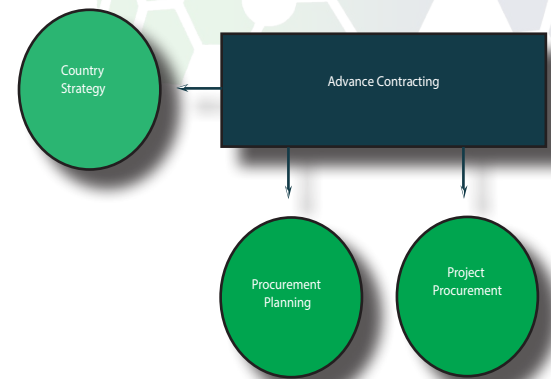 Country
Strategy
Advance Contracting
Procurement
Planning
Project
Procurement